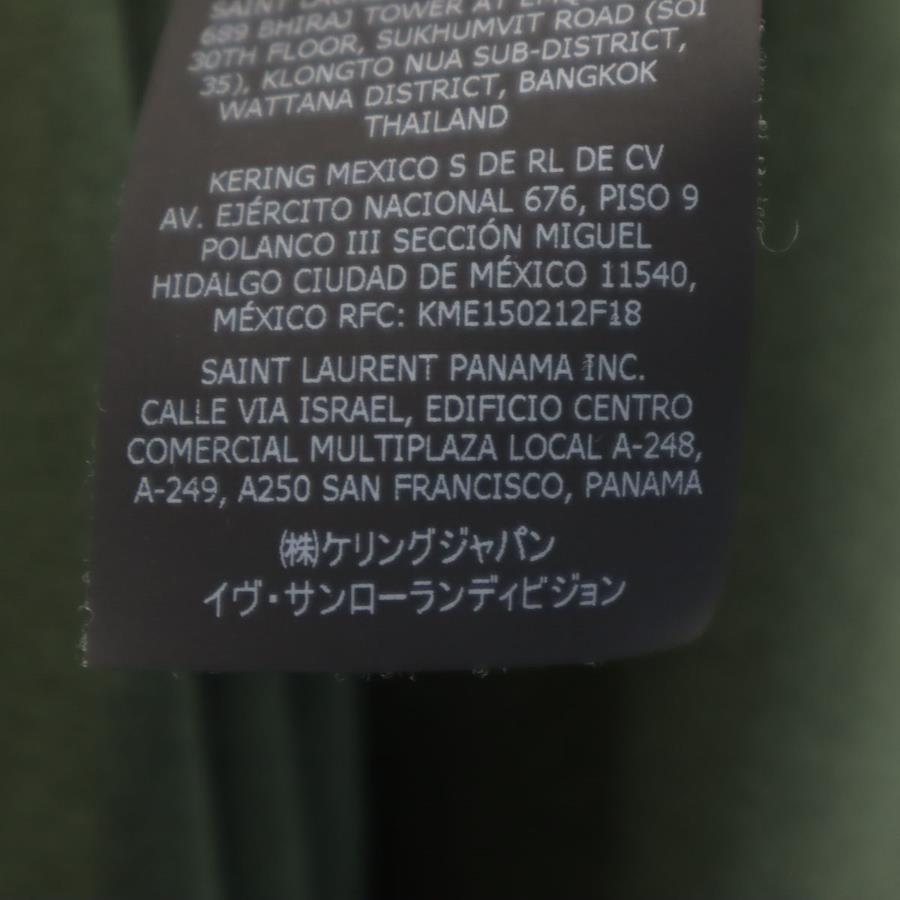 SAINT
689 BHIRAJ TOWER AT
30TH FLOOR, SUKHUMVIT ROAD (SOI
35), KLONGTO NUA SUB-DISTRICT,
WATTANA DISTRICT, BANGKOK
THAILAND
KERING MEXICO S DE RL DE CV
AV. EJÉRCITO NACIONAL 676, PISO 9
POLANCO III SECCIÓN MIGUEL
HIDALGO CIUDAD DE MÉXICO 11540,
MÉXICO RFC: KME150212F18
SAINT LAURENT PANAMA INC.
CALLE VIA ISRAEL, EDIFICIO CENTRO
COMERCIAL MULTIPLAZA LOCAL A-248,
A-249, A250 SAN FRANCISCO, PANAMA
㈱ケリングジャパン
イヴ・サンローランディビジョン